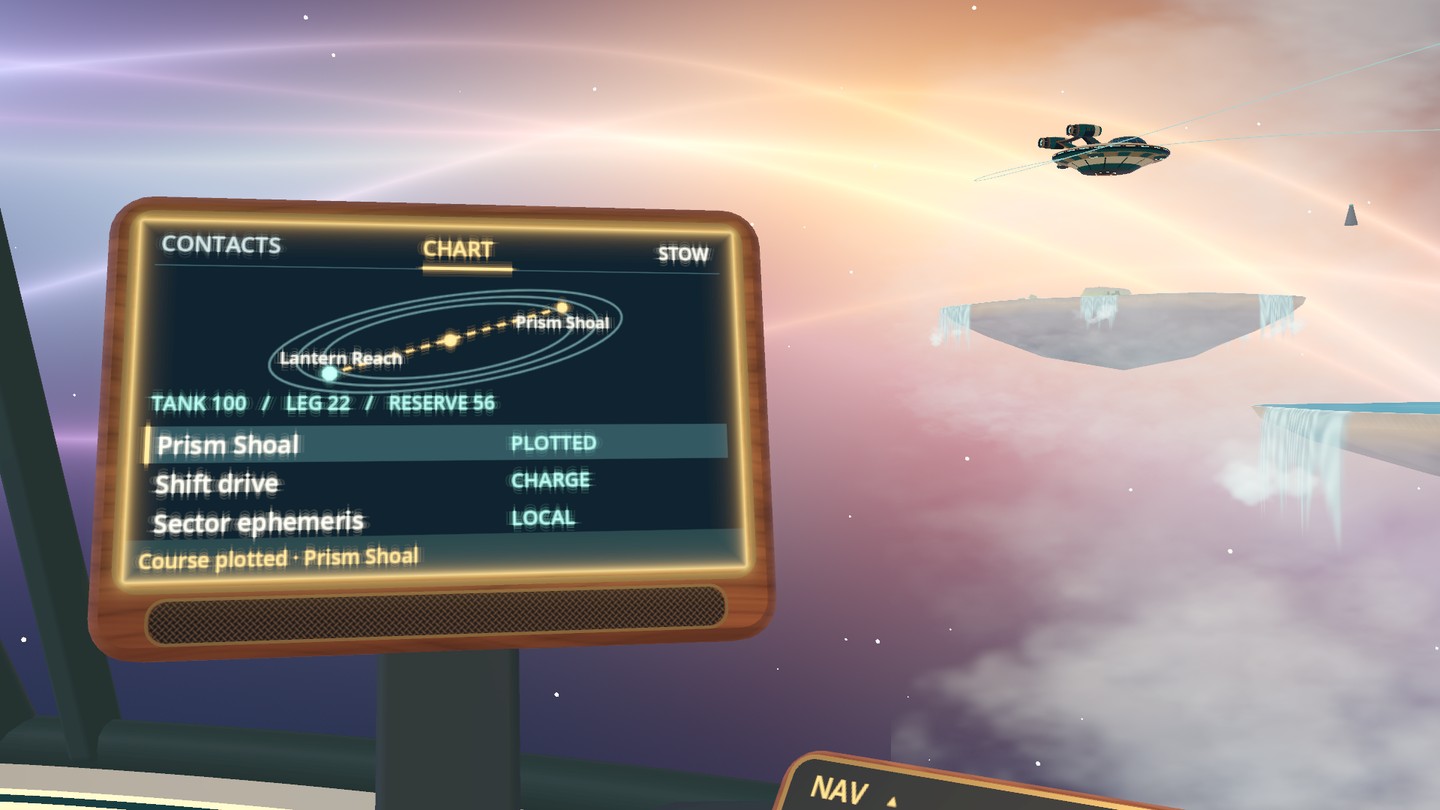 CONTACTS CHART STOW
Prism Shoal
Lantern Reach
TANK 100 / LEG 22 / RESERVE 56
Prism Shoal PLOTTED
Shift drive CHARGE
Sector ephemeris LOCAL
Course plotted · Prism Shoal
NAV ▲